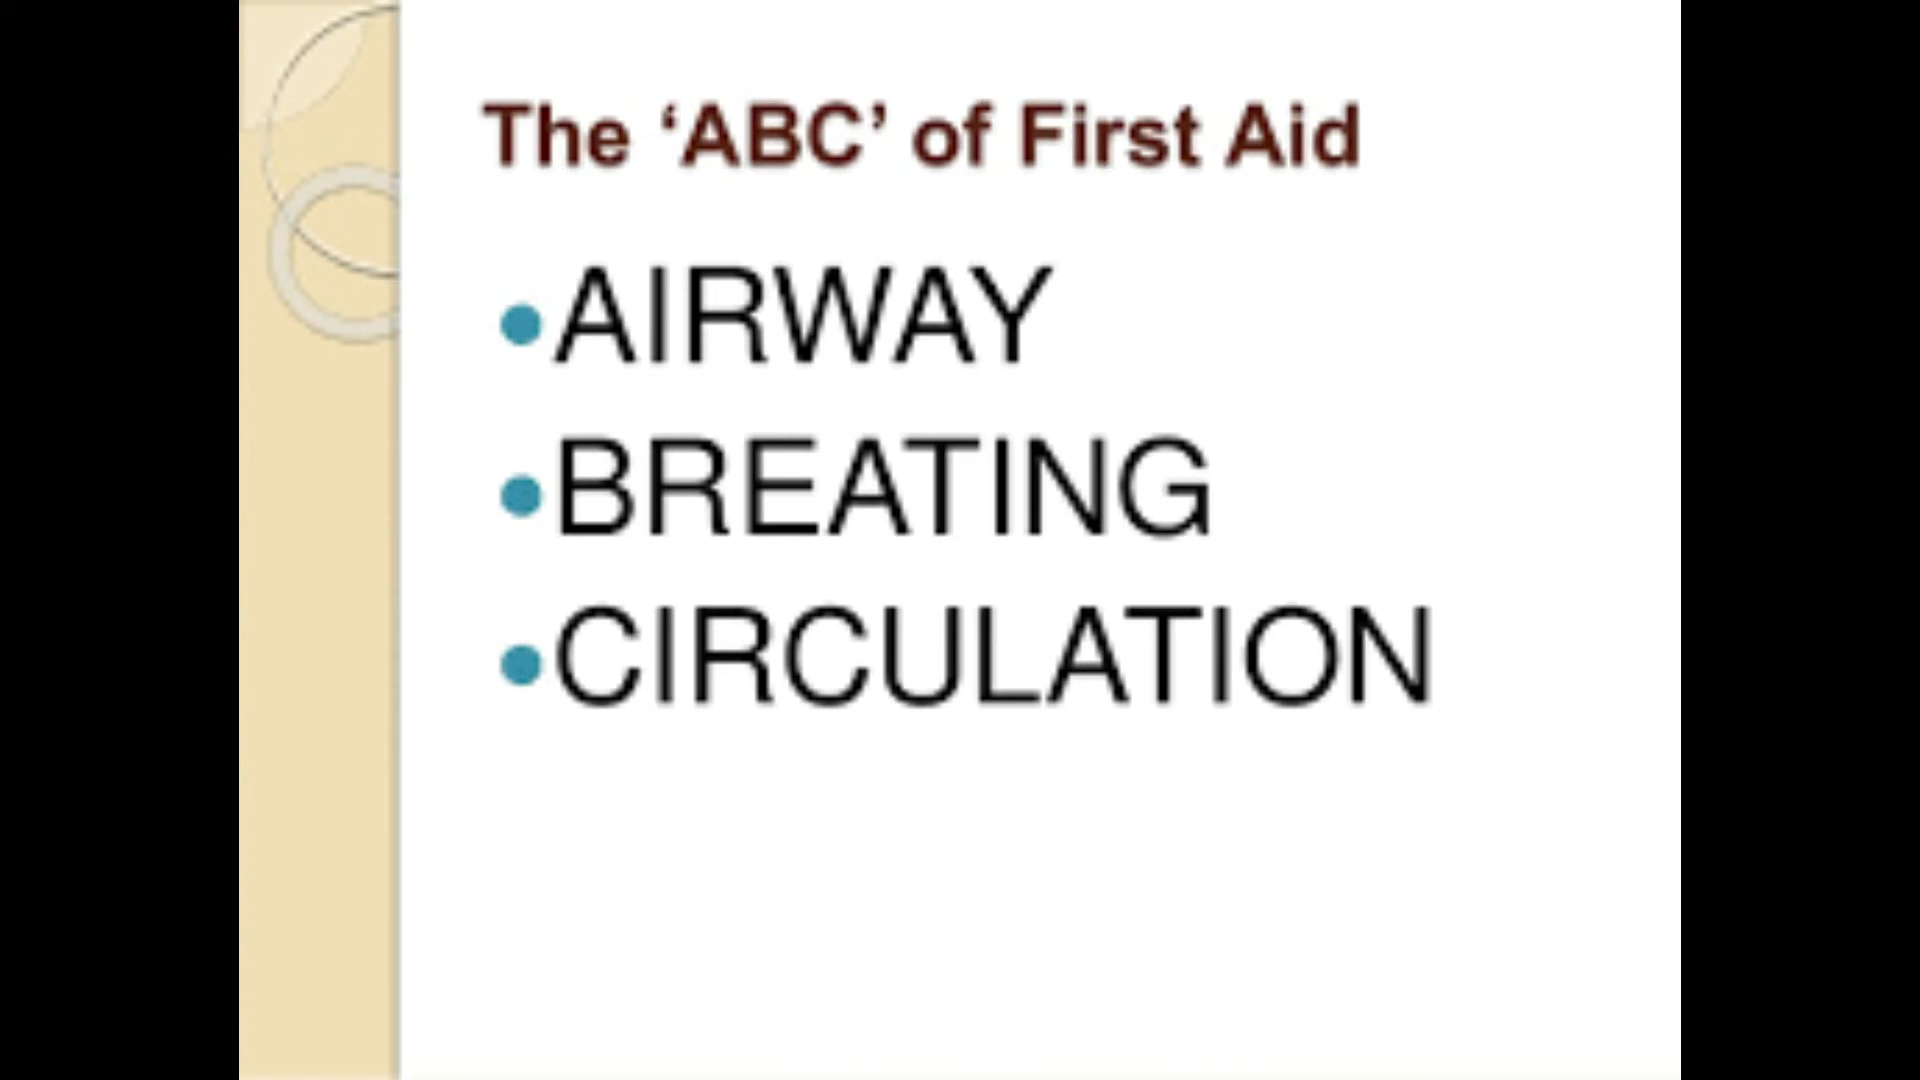 The ‘ABC’ of First Aid
•AIRWAY
•BREATING
•CIRCULATION